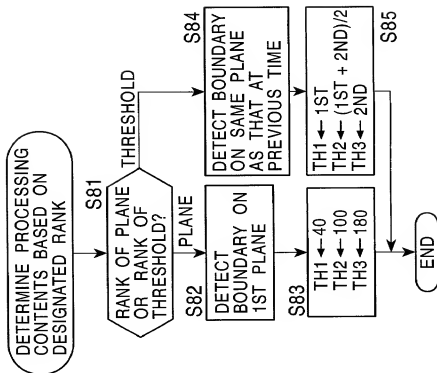 DETERMINE PROCESSING
CONTENTS BASED ON
DESIGNATED RANK
S81
RANK OF PLANE
OR RANK OF
THRESHOLD?
THRESHOLD
PLANE
S82
DETECT
BOUNDARY ON
1ST PLANE
S83
TH1 ← 40
TH2 ← 100
TH3 ← 180
S84
DETECT BOUNDARY
ON SAME PLANE
AS THAT AT
PREVIOUS TIME
TH1 ← 1ST
TH2 ← (1ST + 2ND)/2
TH3 ← 2ND
S85
END